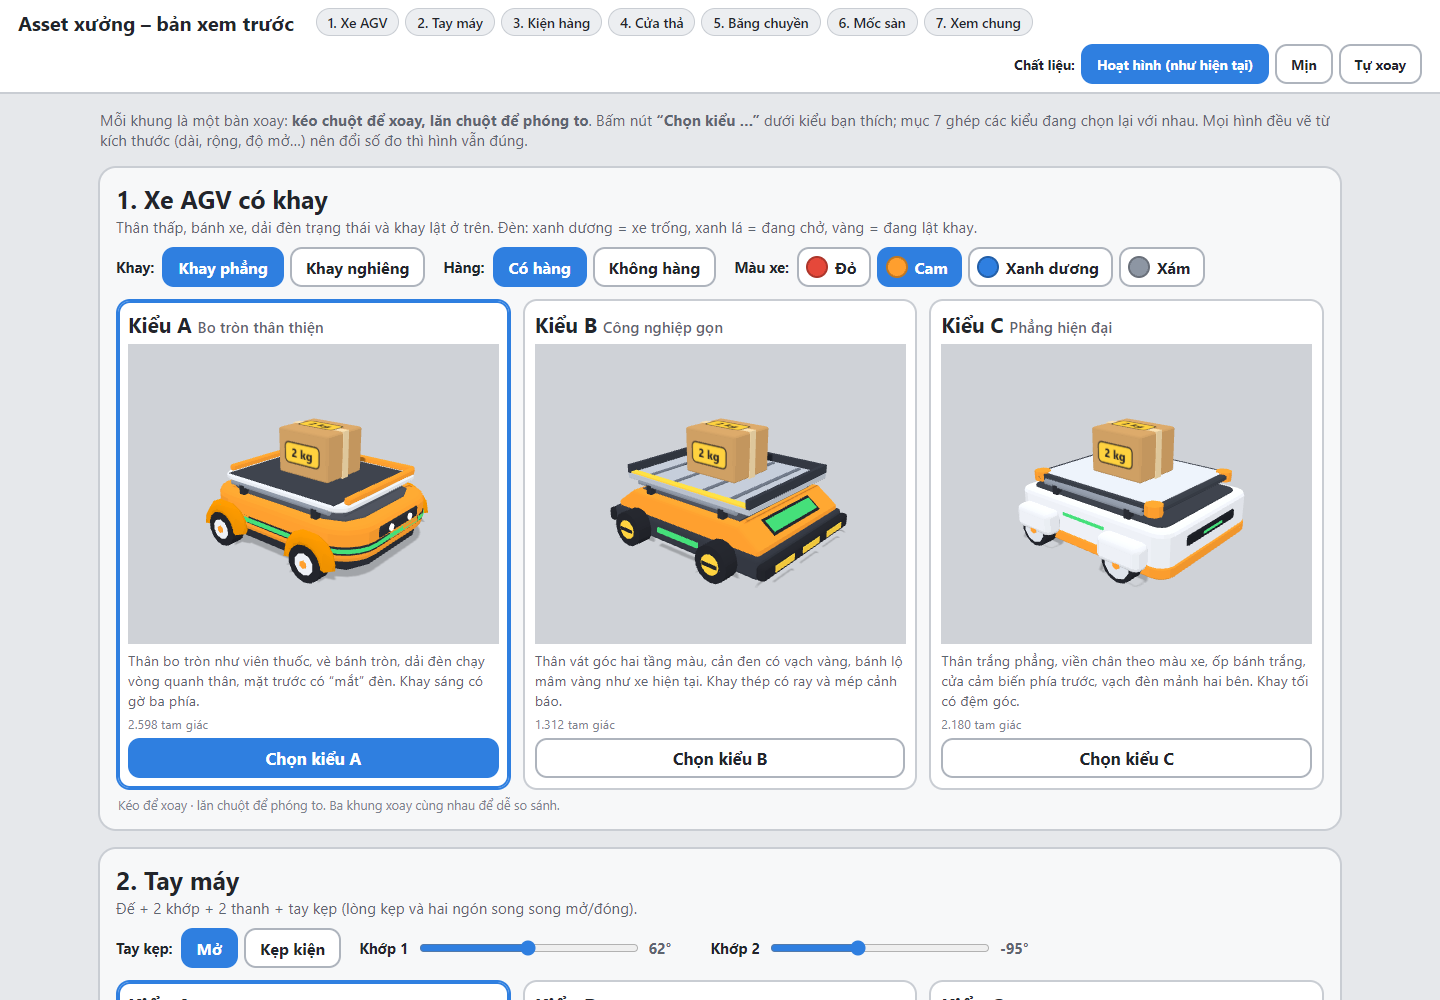 Asset xưởng – bản xem trước
1. Xe AGV
2. Tay máy
3. Kiện hàng
4. Cửa thả
5. Băng chuyền
6. Mốc sàn
7. Xem chung
Chất liệu:
Hoạt hình (như hiện tại)
Mịn
Tự xoay
Mỗi khung là một bàn xoay: kéo chuột để xoay, lăn chuột để phóng to. Bấm nút “Chọn kiểu …” dưới kiểu bạn thích; mục 7 ghép các kiểu đang chọn lại với nhau. Mọi hình đều vẽ từ
kích thước (dài, rộng, độ mở…) nên đổi số đo thì hình vẫn đúng.
1. Xe AGV có khay
Thân thấp, bánh xe, dải đèn trạng thái và khay lật ở trên. Đèn: xanh dương = xe trống, xanh lá = đang chở, vàng = đang lật khay.
Khay:
Khay phẳng
Khay nghiêng
Hàng:
Có hàng
Không hàng
Màu xe:
Đỏ
Cam
Xanh dương
Xám
Kiểu A Bo tròn thân thiện
2 kg
2 kg
Thân bo tròn như viên thuốc, vè bánh tròn, dải đèn chạy
vòng quanh thân, mặt trước có “mắt” đèn. Khay sáng có
gờ ba phía.
2.598 tam giác
Chọn kiểu A
Kiểu B Công nghiệp gọn
2 kg
2 kg
Thân vát góc hai tầng màu, cản đen có vạch vàng, bánh lộ
mâm vàng như xe hiện tại. Khay thép có ray và mép cảnh
báo.
1.312 tam giác
Chọn kiểu B
Kiểu C Phẳng hiện đại
2 kg
2 kg
Thân trắng phẳng, viền chân theo màu xe, ốp bánh trắng,
cửa cảm biến phía trước, vạch đèn mảnh hai bên. Khay tối
có đệm góc.
2.180 tam giác
Chọn kiểu C
Kéo để xoay · lăn chuột để phóng to. Ba khung xoay cùng nhau để dễ so sánh.
2. Tay máy
Đế + 2 khớp + 2 thanh + tay kẹp (lòng kẹp và hai ngón song song mở/đóng).
Tay kẹp:
Mở
Kẹp kiện
Khớp 1
62°
Khớp 2
-95°